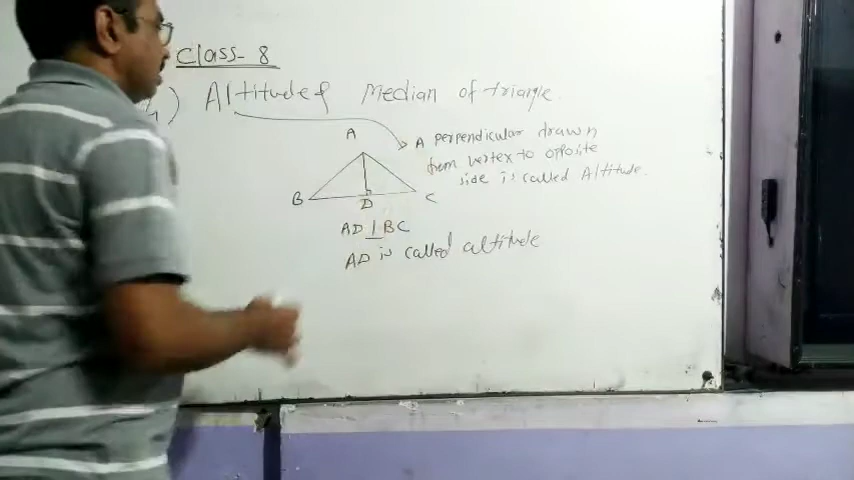 Class-8
4) Altitude & Median of triangle
A perpendicular drawn
from vertex to opposite
side is called Altitude.
A
B
D
C
AD ⊥ BC
AD is called altitude